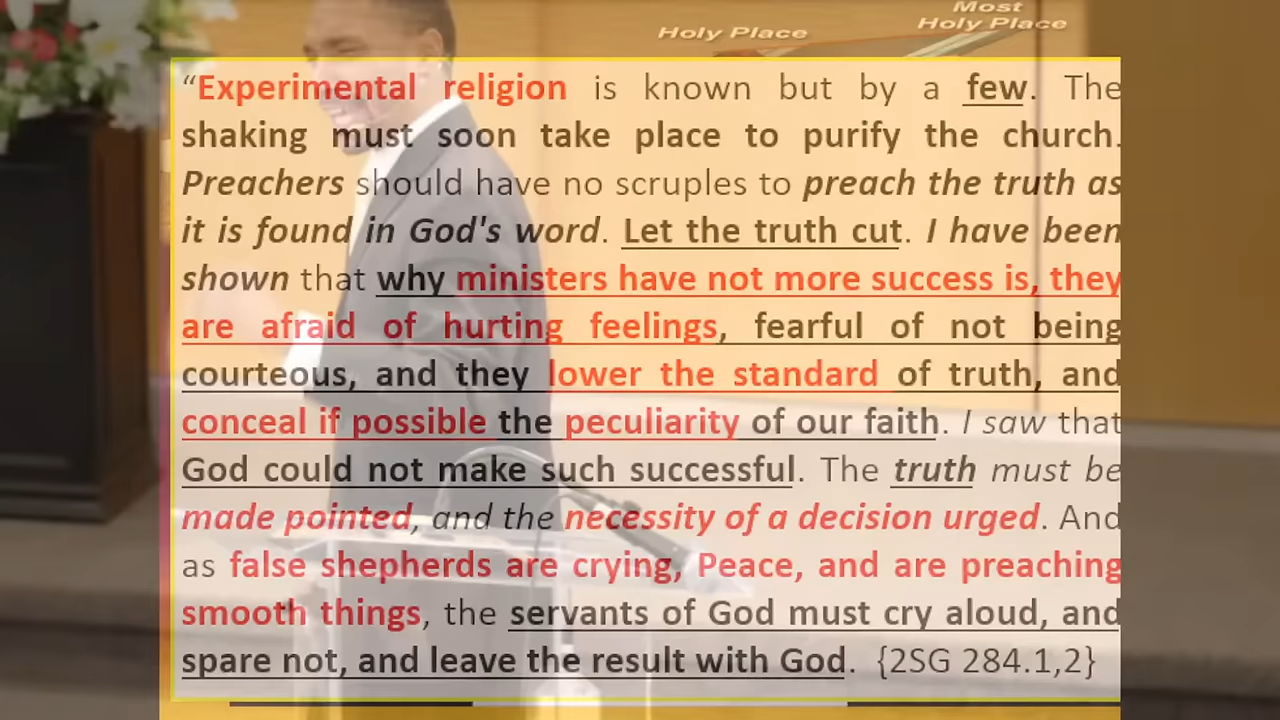 Holy Place
Most
Holy Place
“Experimental religion is known but by a few. The
shaking must soon take place to purify the church.
Preachers should have no scruples to preach the truth as
it is found in God's word. Let the truth cut. I have been
shown that why ministers have not more success is, they
are afraid of hurting feelings, fearful of not being
courteous, and they lower the standard of truth, and
conceal if possible the peculiarity of our faith. I saw that
God could not make such successful. The truth must be
made pointed, and the necessity of a decision urged. And
as false shepherds are crying, Peace, and are preaching
smooth things, the servants of God must cry aloud, and
spare not, and leave the result with God. {2SG 284.1,2}